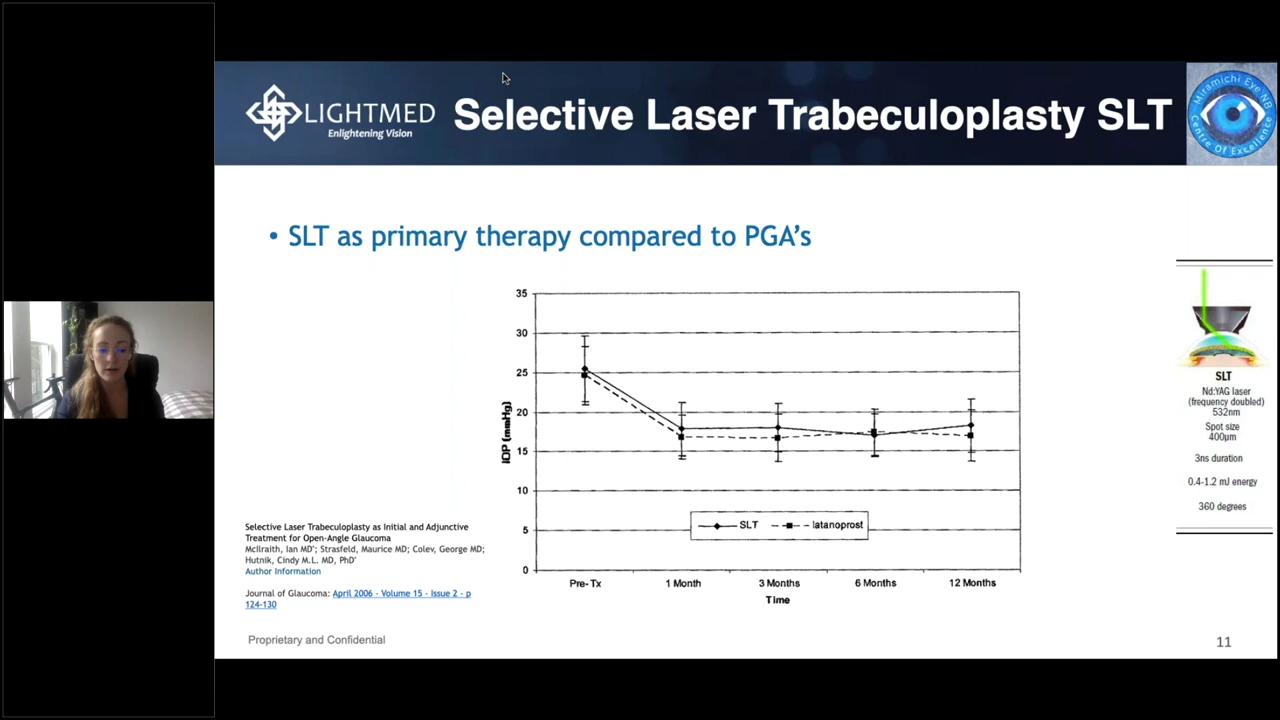 LIGHTMED
Enlightening Vision
Selective Laser Trabeculoplasty SLT
Miramichi Eye NB
Centre Of Excellence
• SLT as primary therapy compared to PGA's
35
30
25
20
15
10
5
0
IOP (mmHg)
SLT
latanoprost
Pre-Tx
1 Month
3 Months
6 Months
12 Months
Time
SLT
Nd:YAG laser
(frequency doubled)
532nm
Spot size
400µm
3ns duration
0.4-1.2 mJ energy
360 degrees
Selective Laser Trabeculoplasty as Initial and Adjunctive
Treatment for Open-Angle Glaucoma
McIlraith, Ian MD*; Strasfeld, Maurice MD; Colev, George MD;
Hutnik, Cindy M.L. MD, PhD*
Author Information
Journal of Glaucoma: April 2006 - Volume 15 - Issue 2 - p
124-130
Proprietary and Confidential
11